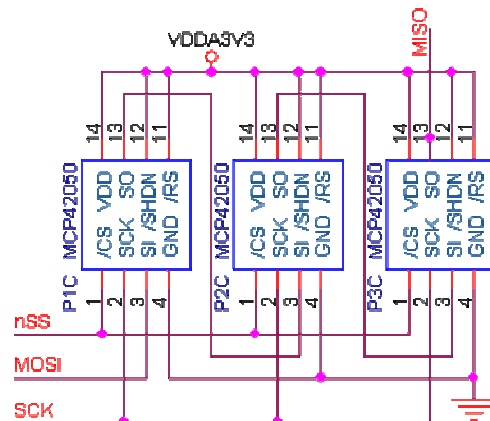 VDDA3V3
MISO
14 13 12 11
14 13 12 11
14 13 12 11
P1C MCP42050
/CS VDD
SCK SO
SI /SHDN
GND /RS
P2C MCP42050
/CS VDD
SCK SO
SI /SHDN
GND /RS
P3C MCP42050
/CS VDD
SCK SO
SI /SHDN
GND /RS
1 2 3 4
1 2 3 4
1 2 3 4
nSS
MOSI
SCK